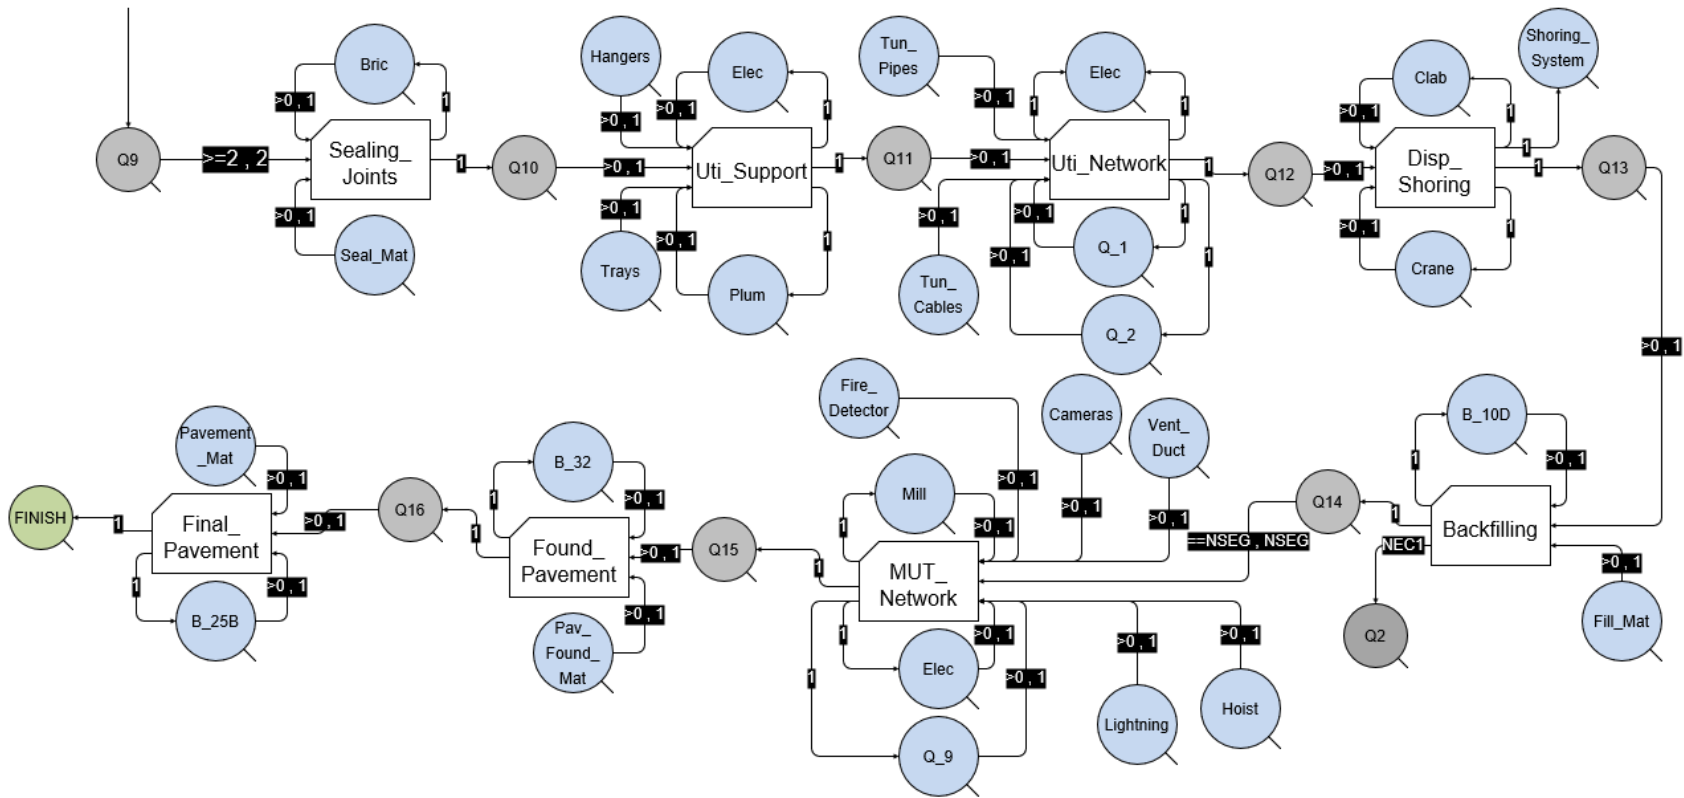 Q9
>=2 , 2
Bric
>0 , 1
1
Sealing_
Joints
>0 , 1
Seal_Mat
1
Q10
Hangers
>0 , 1
Elec
>0 , 1
1
>0 , 1
Uti_Support
>0 , 1
Trays
>0 , 1
Plum
1
1
Q11
Tun_
Pipes
>0 , 1
Elec
1
1
>0 , 1
Uti_Network
>0 , 1
Tun_
Cables
>0 , 1
Q_1
1
>0 , 1
Q_2
1
1
Q12
>0 , 1
Clab
>0 , 1
1
Shoring_
System
1
Disp_
Shoring
>0 , 1
Crane
1
1
Q13
>0 , 1
B_10D
1
>0 , 1
Backfilling
>0 , 1
Fill_Mat
1
NEC1
Q2
Q14
==NSEG , NSEG
Fire_
Detector
>0 , 1
Cameras
>0 , 1
Vent_
Duct
>0 , 1
Mill
1
>0 , 1
MUT_
Network
1
Elec
>0 , 1
1
Q_9
>0 , 1
>0 , 1
Lightning
>0 , 1
Hoist
1
Q15
>0 , 1
B_32
1
>0 , 1
Found_
Pavement
>0 , 1
Pav_
Found_
Mat
1
Q16
>0 , 1
Pavement
_Mat
>0 , 1
Final_
Pavement
1
B_25B
>0 , 1
1
FINISH